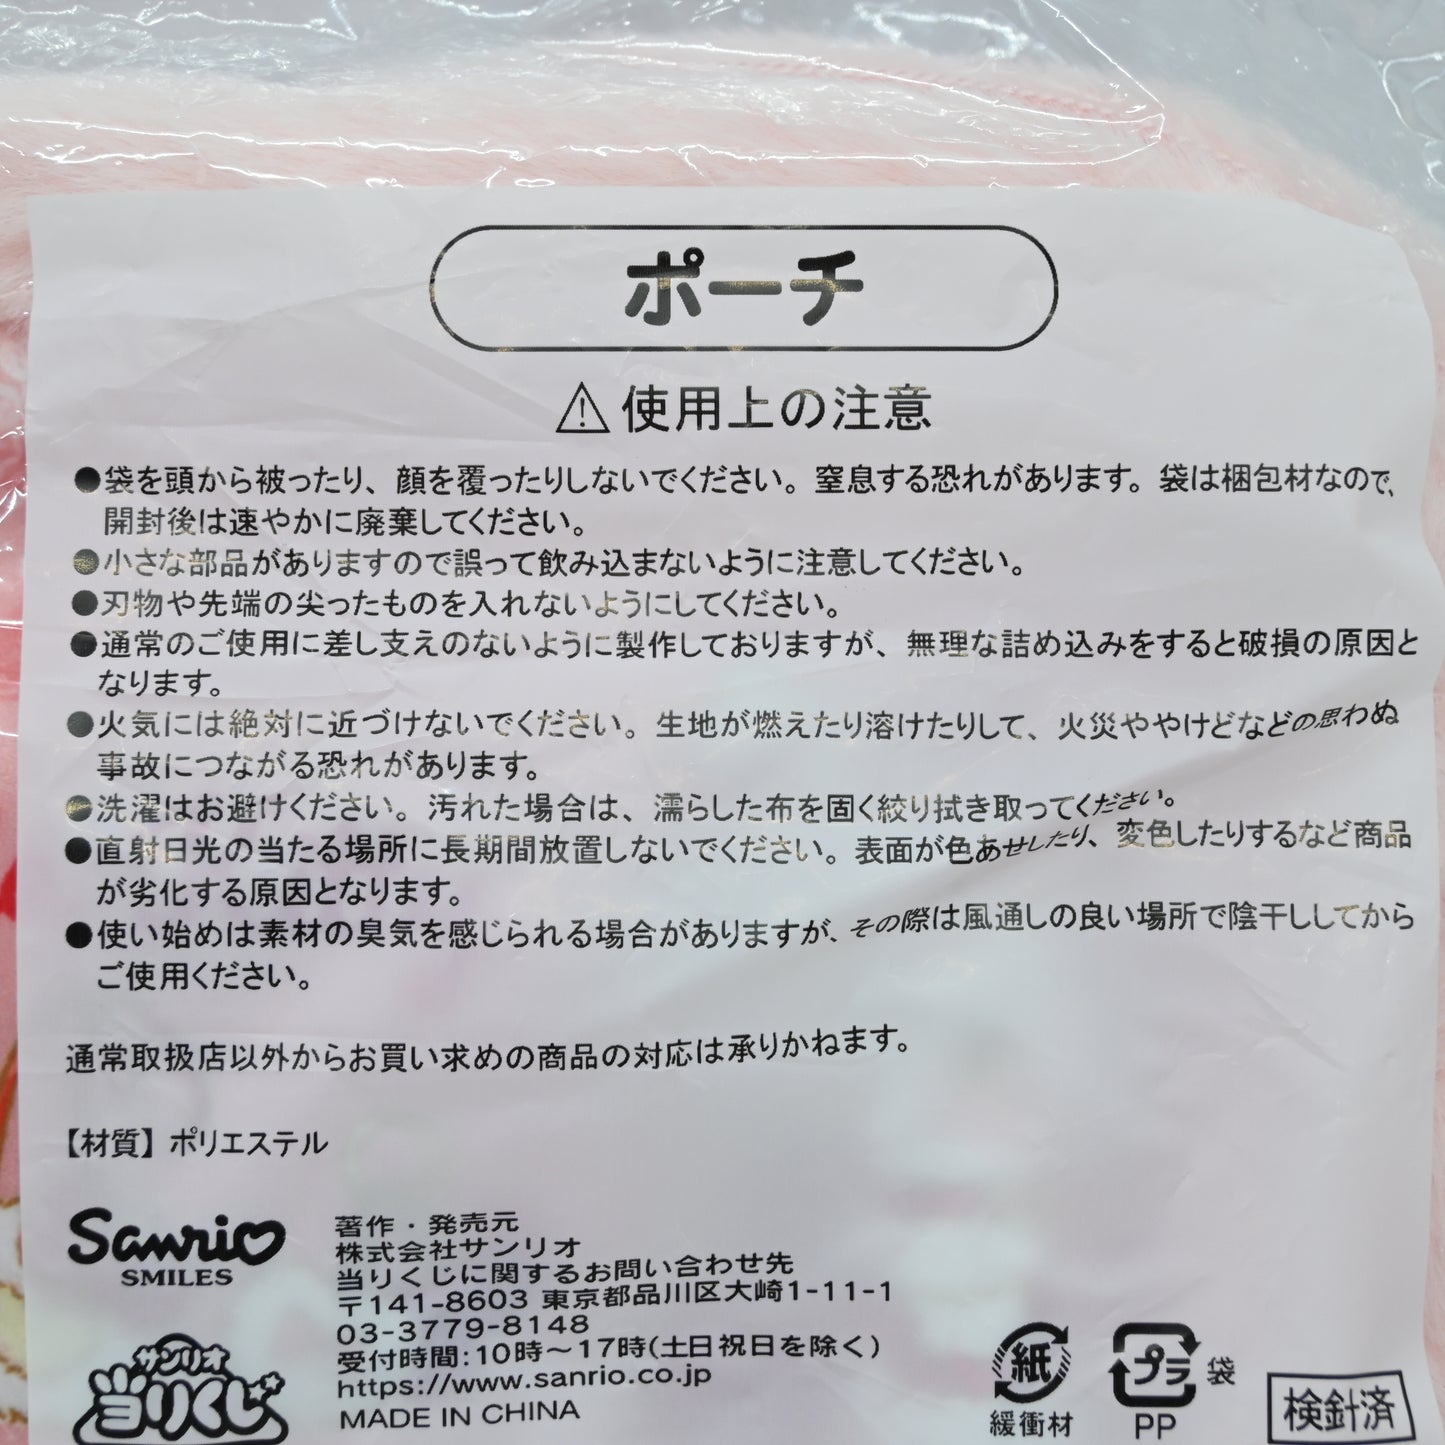 ポーチ
⚠使用上の注意
●袋を頭から被ったり、顔を覆ったりしないでください。窒息する恐れがあります。袋は梱包材なので、
開封後は速やかに廃棄してください。
●小さな部品がありますので誤って飲み込まないように注意してください。
●刃物や先端の尖ったものを入れないようにしてください。
●通常のご使用に差し支えのないように製作しておりますが、無理な詰め込みをすると破損の原因と
なります。
●火気には絶対に近づけないでください。生地が燃えたり溶けたりして、火災ややけどなどの思わぬ
事故につながる恐れがあります。
●洗濯はお避けください。汚れた場合は、濡らした布を固く絞り拭き取ってください。
●直射日光の当たる場所に長期間放置しないでください。表面が色あせしたり、変色したりするなど商品
が劣化する原因となります。
●使い始めは素材の臭気を感じられる場合がありますが、その際は風通しの良い場所で陰干ししてから
ご使用ください。
通常取扱店以外からお買い求めの商品の対応は承りかねます。
【材質】ポリエステル
Sanrio
SMILES
サンリオ
当りくじ
著作・発売元
株式会社サンリオ
当りくじに関するお問い合わせ先
〒141-8603 東京都品川区大崎1-11-1
03-3779-8148
受付時間:10時〜17時(土日祝日を除く)
https://www.sanrio.co.jp
MADE IN CHINA
紙
緩衝材
プラ
袋
PP
検針済